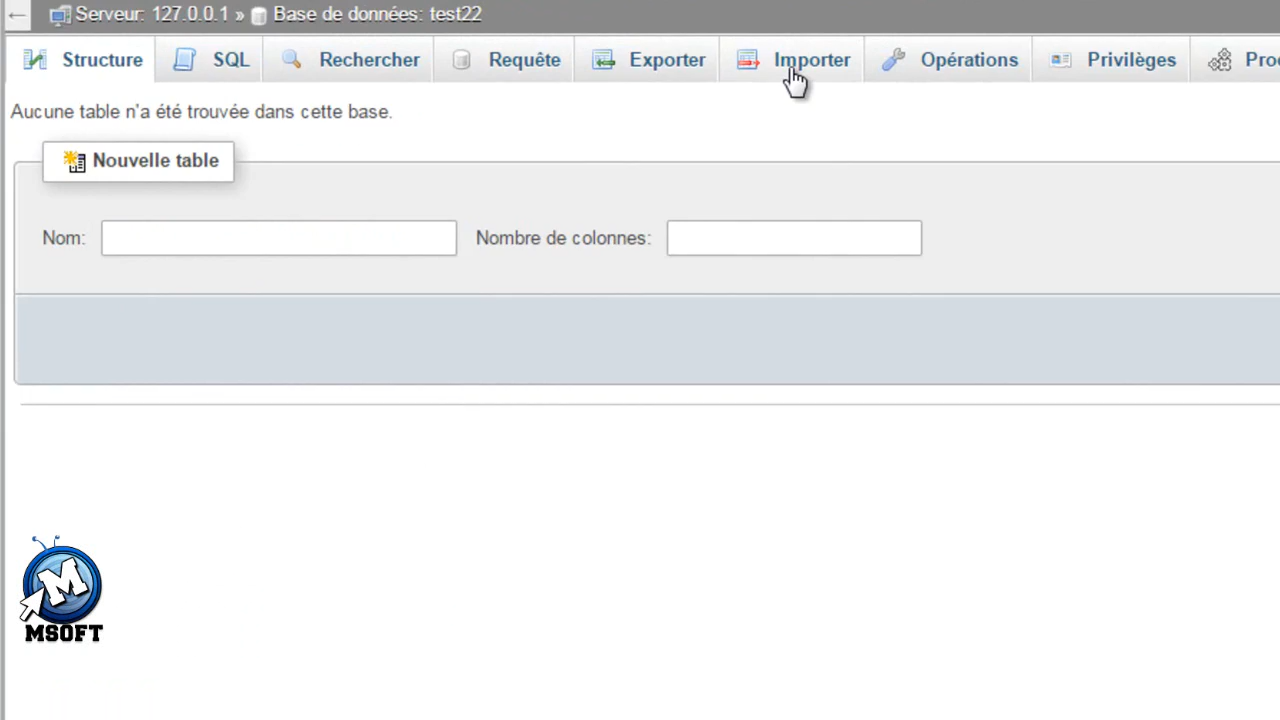 Serveur: 127.0.0.1 » Base de données: test22
Structure SQL Rechercher Requête Exporter Importer Opérations Privilèges
Aucune table n'a été trouvée dans cette base.
Nouvelle table
Nom: Nombre de colonnes:
M
MSOFT